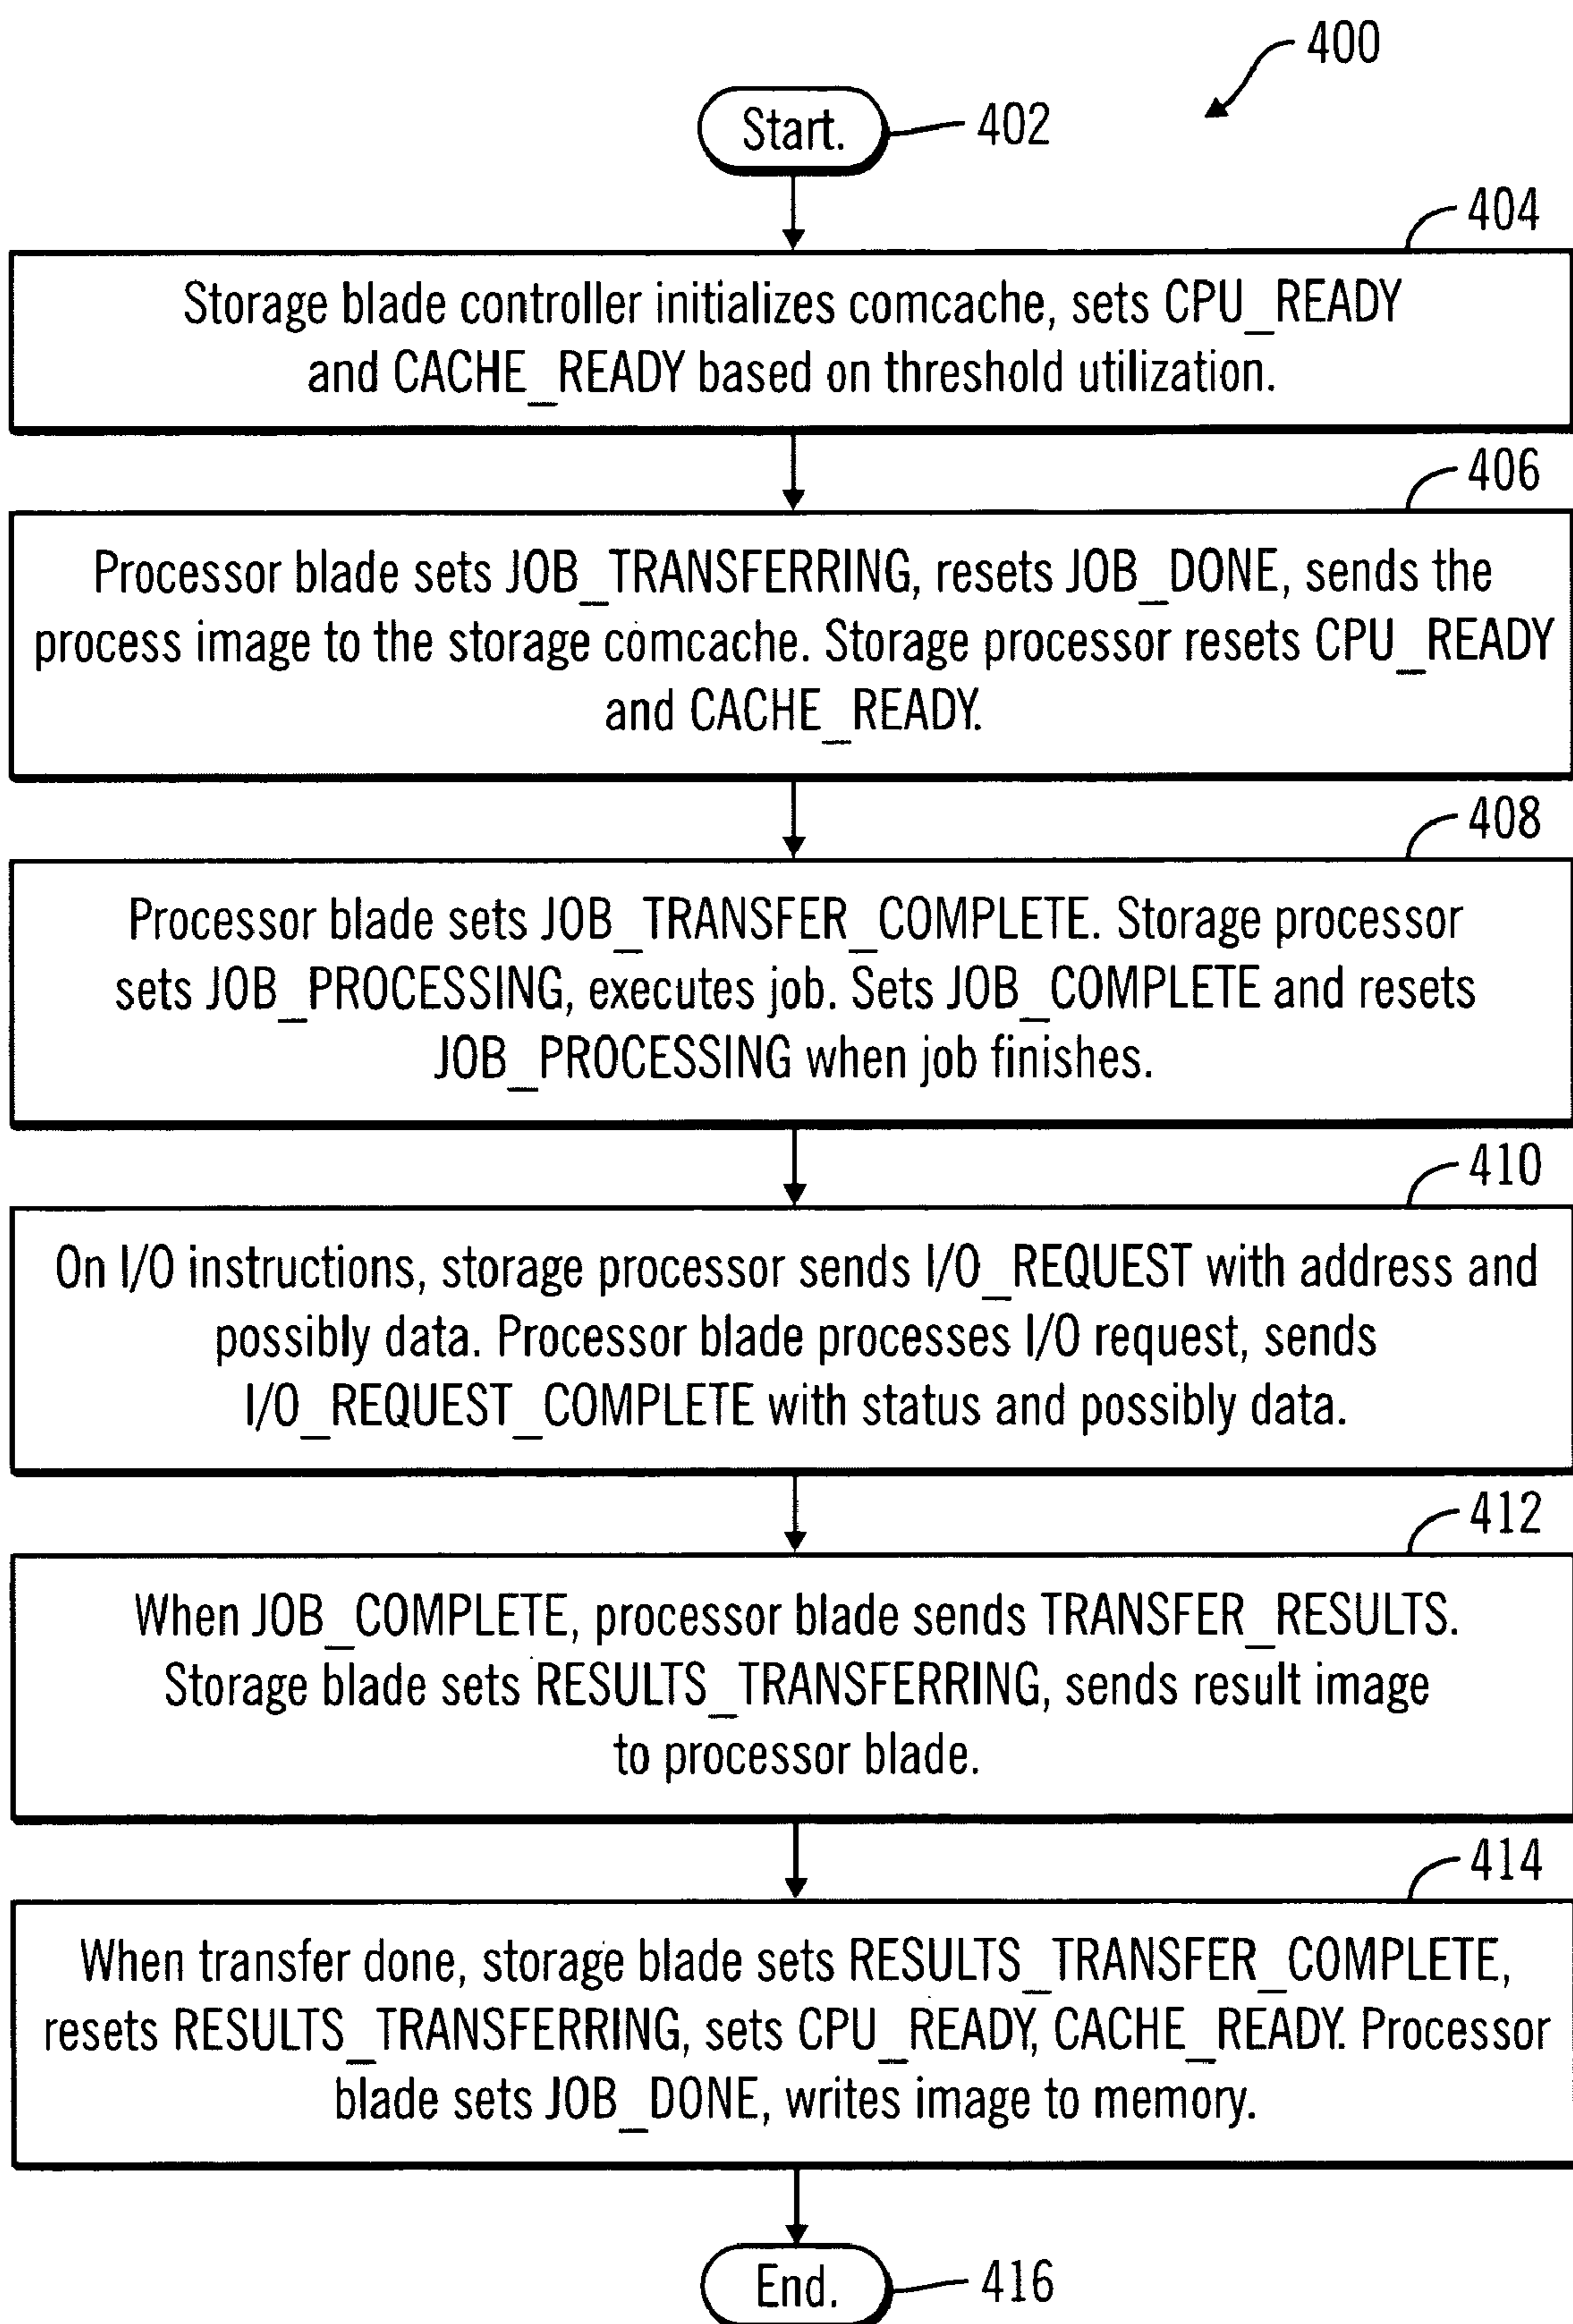 400
Start.
402
404
Storage blade controller initializes comcache, sets CPU_READY
and CACHE_READY based on threshold utilization.
406
Processor blade sets JOB_TRANSFERRING, resets JOB_DONE, sends the
process image to the storage comcache. Storage processor resets CPU_READY
and CACHE_READY.
408
Processor blade sets JOB_TRANSFER_COMPLETE. Storage processor
sets JOB_PROCESSING, executes job. Sets JOB_COMPLETE and resets
JOB_PROCESSING when job finishes.
410
On I/O instructions, storage processor sends I/O_REQUEST with address and
possibly data. Processor blade processes I/O request, sends
I/O_REQUEST_COMPLETE with status and possibly data.
412
When JOB_COMPLETE, processor blade sends TRANSFER_RESULTS.
Storage blade sets RESULTS_TRANSFERRING, sends result image
to processor blade.
414
When transfer done, storage blade sets RESULTS_TRANSFER_COMPLETE,
resets RESULTS_TRANSFERRING, sets CPU_READY, CACHE_READY. Processor
blade sets JOB_DONE, writes image to memory.
End.
416